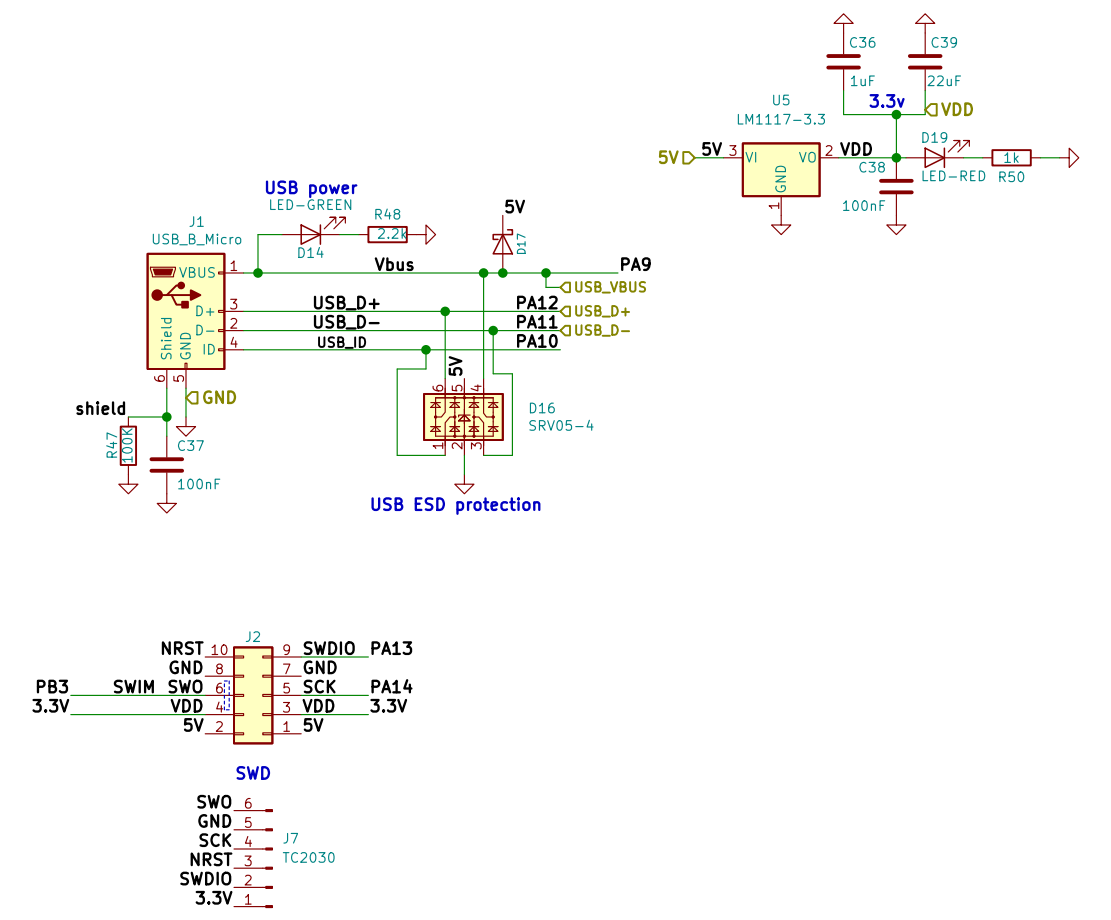 C36
C39
1uF
22uF
3.3v
VDD
U5
LM1117-3.3
5V
5V
3
VI
VO
2
VDD
GND
1
D19
LED-RED
1k
R50
C38
100nF
USB power
LED-GREEN
D14
R48
2.2k
5V
D17
J1
USB_B_Micro
VBUS
1
Vbus
PA9
USB_VBUS
D+
3
USB_D+
PA12
USB_D+
D-
2
USB_D-
PA11
USB_D-
ID
4
USB_ID
PA10
Shield
GND
6
5
GND
shield
R47
100K
C37
100nF
5V
6
5
4
1
2
3
D16
SRV05-4
USB ESD protection
J2
NRST 10
9 SWDIO PA13
GND 8
7 GND
PB3 SWIM SWO 6
5 SCK PA14
3.3V VDD 4
3 VDD 3.3V
5V 2
1 5V
SWD
SWO 6
GND 5
SCK 4
NRST 3
SWDIO 2
3.3V 1
J7
TC2030